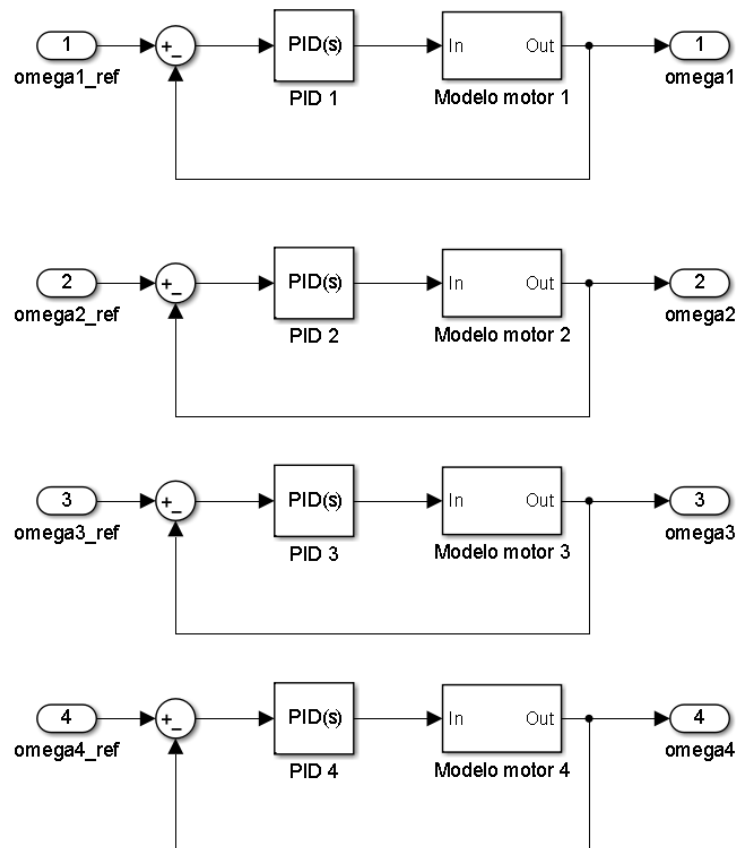 1
+
−
PID(s)
In
Out
1
omega1_ref
PID 1
Modelo motor 1
omega1
2
+
−
PID(s)
In
Out
2
omega2_ref
PID 2
Modelo motor 2
omega2
3
+
−
PID(s)
In
Out
3
omega3_ref
PID 3
Modelo motor 3
omega3
4
+
−
PID(s)
In
Out
4
omega4_ref
PID 4
Modelo motor 4
omega4